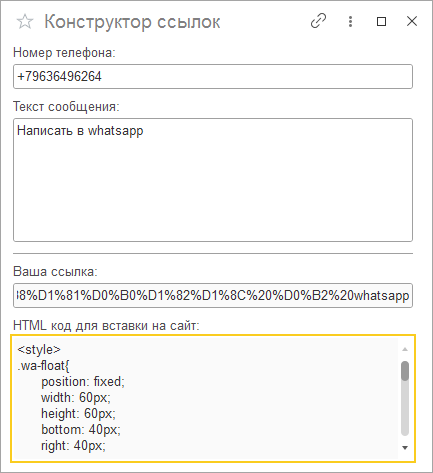 Конструктор ссылок
Номер телефона:
+79636496264
Текст сообщения:
Написать в whatsapp
Ваша ссылка:
38%D1%81%D0%B0%D1%82%D1%8C%20%D0%B2%20whatsapp
HTML код для вставки на сайт:
<style>
.wa-float{
position: fixed;
width: 60px;
height: 60px;
bottom: 40px;
right: 40px;